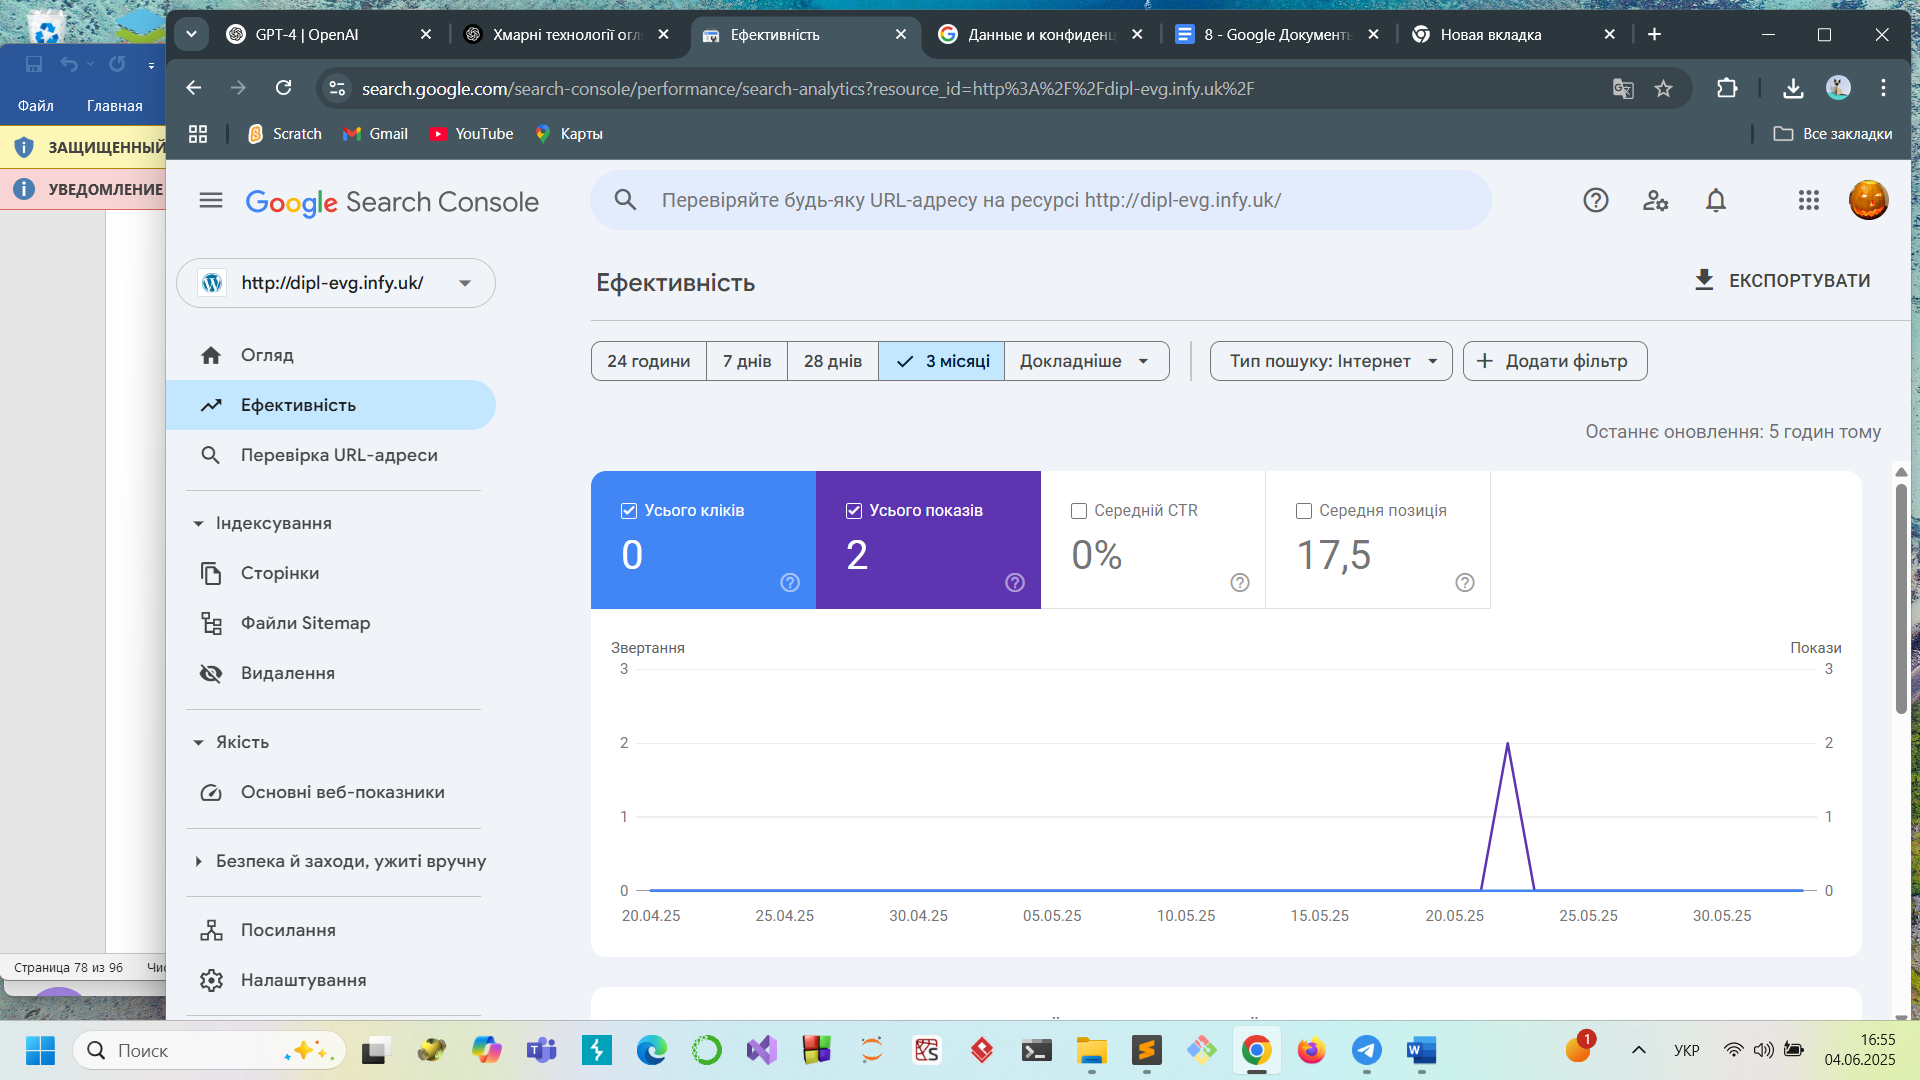 GPT-4 | OpenAI
Хмарні технології огл
Ефективність
Данные и конфиденц
8 - Google Документы
Новая вкладка
search.google.com/search-console/performance/search-analytics?resource_id=http%3A%2F%2Fdipl-evg.infy.uk%2F
Файл
Главная
Scratch
Gmail
YouTube
Карты
Все закладки
ЗАЩИЩЕННЫЙ
УВЕДОМЛЕНИЕ
Google Search Console
Перевіряйте будь-яку URL-адресу на ресурсі http://dipl-evg.infy.uk/
http://dipl-evg.infy.uk/
Ефективність
ЕКСПОРТУВАТИ
Огляд
Ефективність
Перевірка URL-адреси
Індексування
Сторінки
Файли Sitemap
Видалення
Якість
Основні веб-показники
Безпека й заходи, ужиті вручну
Посилання
Налаштування
24 години
7 днів
28 днів
3 місяці
Докладніше
Тип пошуку: Інтернет
Додати фільтр
Останнє оновлення: 5 годин тому
Усього кліків
0
Усього показів
2
Середній CTR
0%
Середня позиція
17,5
Звертання
Покази
3 3
2 2
1 1
0 0
20.04.25 25.04.25 30.04.25 05.05.25 10.05.25 15.05.25 20.05.25 25.05.25 30.05.25
Страница 78 из 96
Чис
Поиск
1
УКР
16:55
04.06.2025